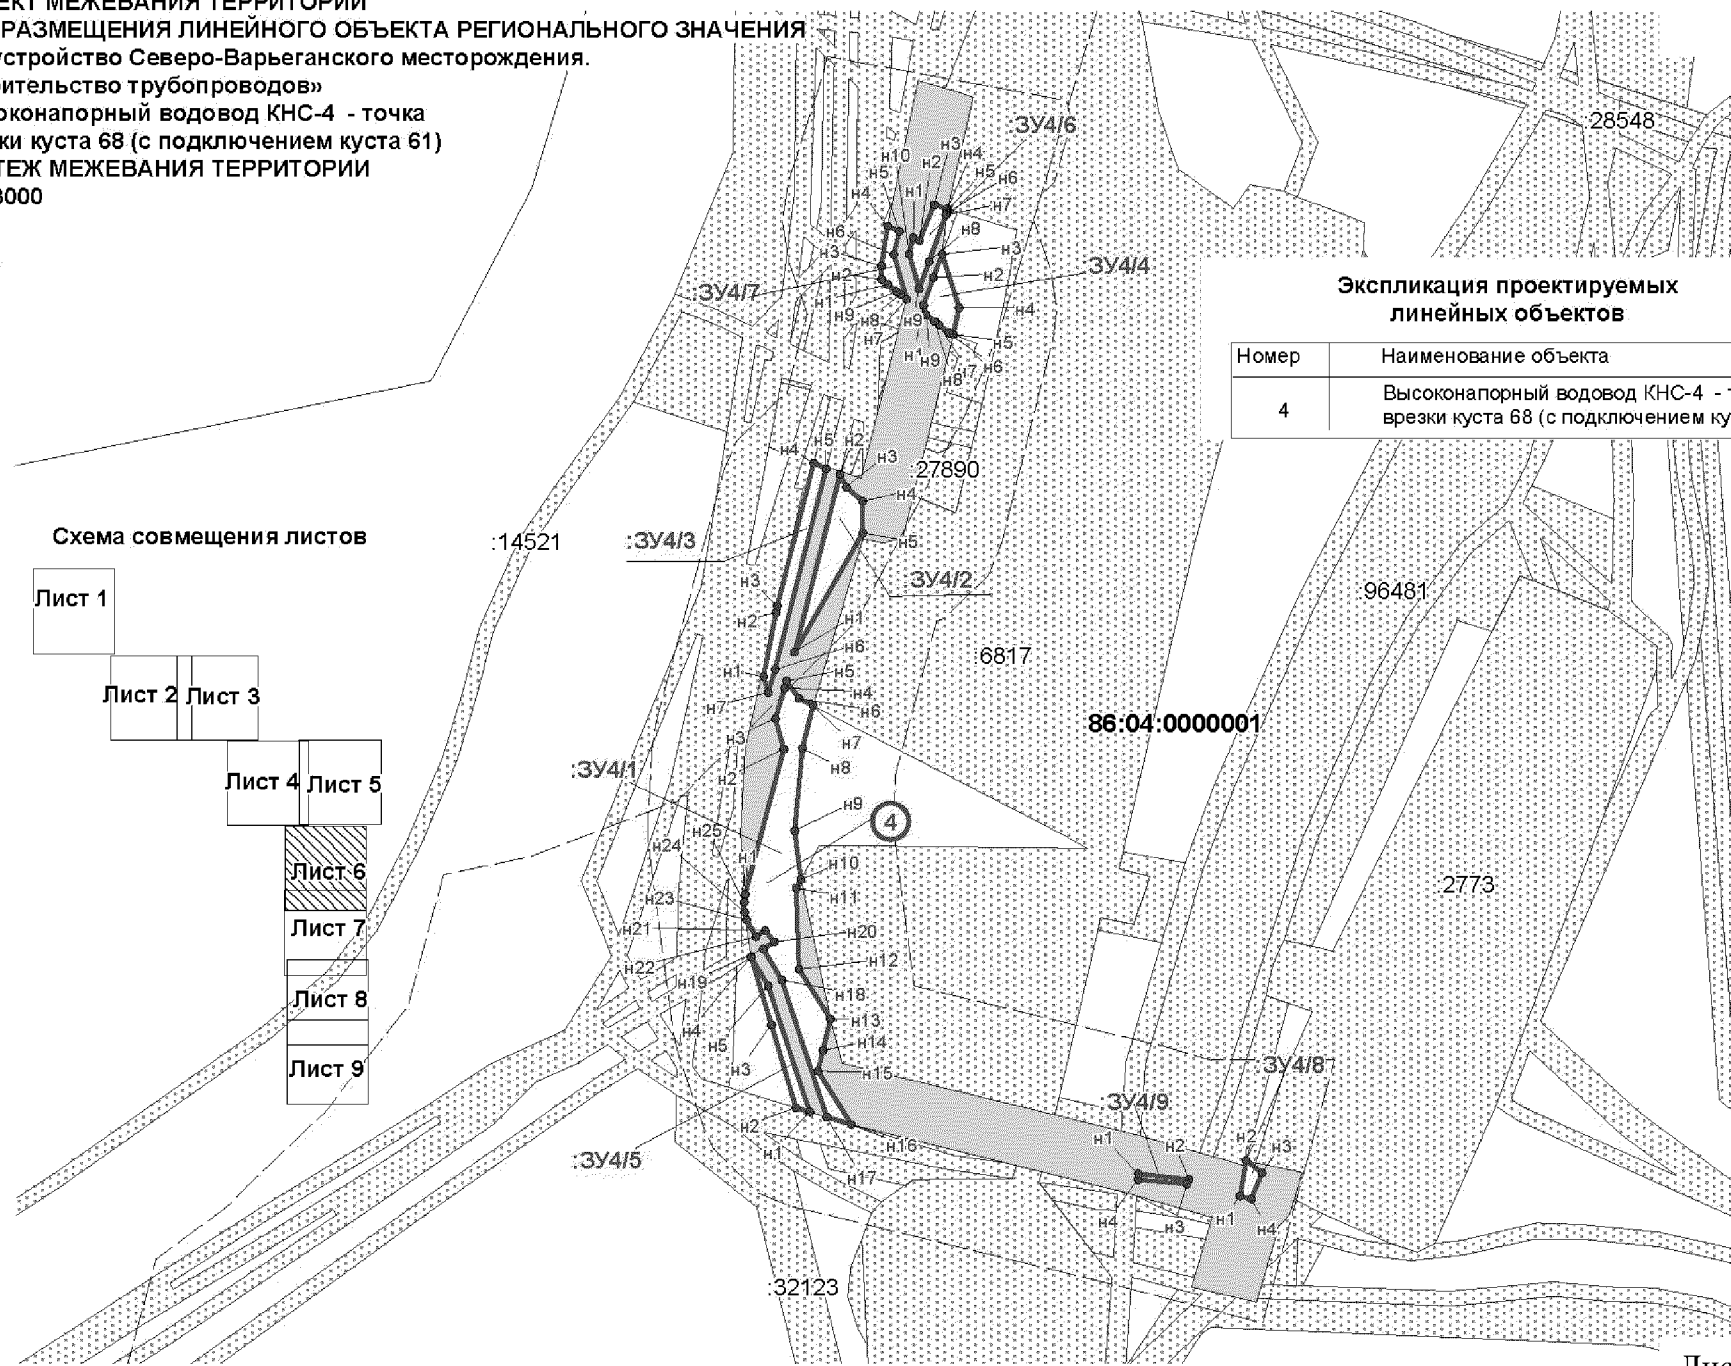 ЕКТ МЕЖЕВАНИЯ ТЕРРИТОРИИ
РАЗМЕЩЕНИЯ ЛИНЕЙНОГО ОБЪЕКТА РЕГИОНАЛЬНОГО ЗНАЧЕНИЯ
устройство Северо-Варьеганского месторождения.
ительство трубопроводов»
оконапорный водовод КНС-4 - точка
ки куста 68 (с подключением куста 61)
ТЕЖ МЕЖЕВАНИЯ ТЕРРИТОРИИ
3000
:28548
:ЗУ4/6
н3
н10
н2
н4
н5
н5
н6
н4
н1
н7
н6
н8
н3
н3
:ЗУ4/4
н2
н2
:ЗУ4/7
н1
н9
н8
н9
н4
н7
н5
н1
н9
н7
н6
н8
Экспликация проектируемых
линейных объектов
Номер
Наименование объекта
4
Высоконапорный водовод КНС-4 -
врезки куста 68 (с подключением ку
н4
н5
н2
н3
:27890
н4
н5
Схема совмещения листов
:14521
:ЗУ4/3
:ЗУ4/2
н3
н2
н1
:96481
Лист 1
н6
:6817
н1
н5
н4
н7
н6
Лист 2
Лист 3
86:04:0000001
н3
н7
н8
:ЗУ4/1
н2
Лист 4
Лист 5
н9
4
н25
н24
н1
н10
Лист 6
:2773
н11
н23
Лист 7
н21
н20
н22
н12
н19
н18
Лист 8
н13
н4
н5
н14
Лист 9
н3
н15
:ЗУ4/8
:ЗУ4/9
н2
н1
н16
н1
н2
н2
н3
:ЗУ4/5
н17
н4
н3
н1
н4
:32123